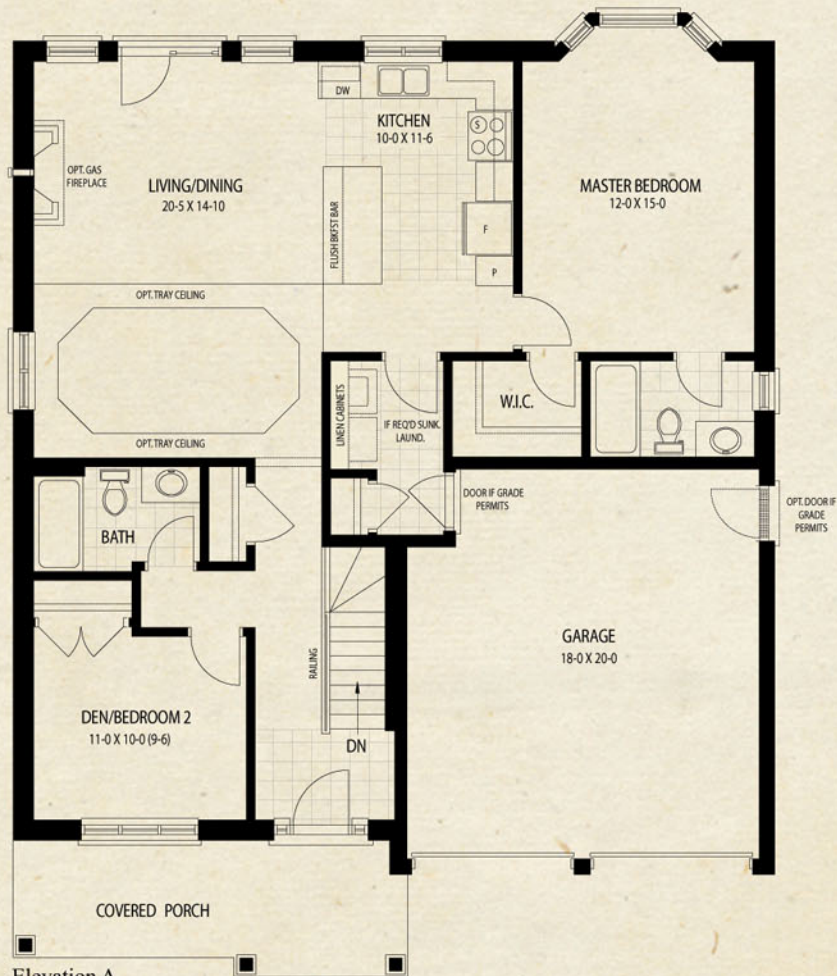 DW
KITCHEN
10-0 X 11-6
S
OPT. GAS
FIREPLACE
LIVING/DINING
20-5 X 14-10
FLUSH BKFST BAR
F
P
MASTER BEDROOM
12-0 X 15-0
OPT. TRAY CEILING
OPT. TRAY CEILING
LINEN CABINETS
IF REQ'D SUNK.
LAUND.
W.I.C.
DOOR IF GRADE
PERMITS
OPT. DOOR IF
GRADE
PERMITS
BATH
GARAGE
18-0 X 20-0
RAILING
DEN/BEDROOM 2
11-0 X 10-0 (9-6)
DN
COVERED PORCH
Elevation A